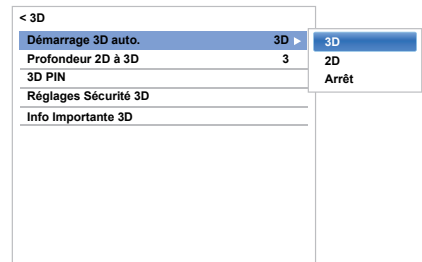 < 3D
Démarrage 3D auto. 3D ▶
Profondeur 2D à 3D 3
3D PIN
Réglages Sécurité 3D
Info Importante 3D
3D
2D
Arrêt